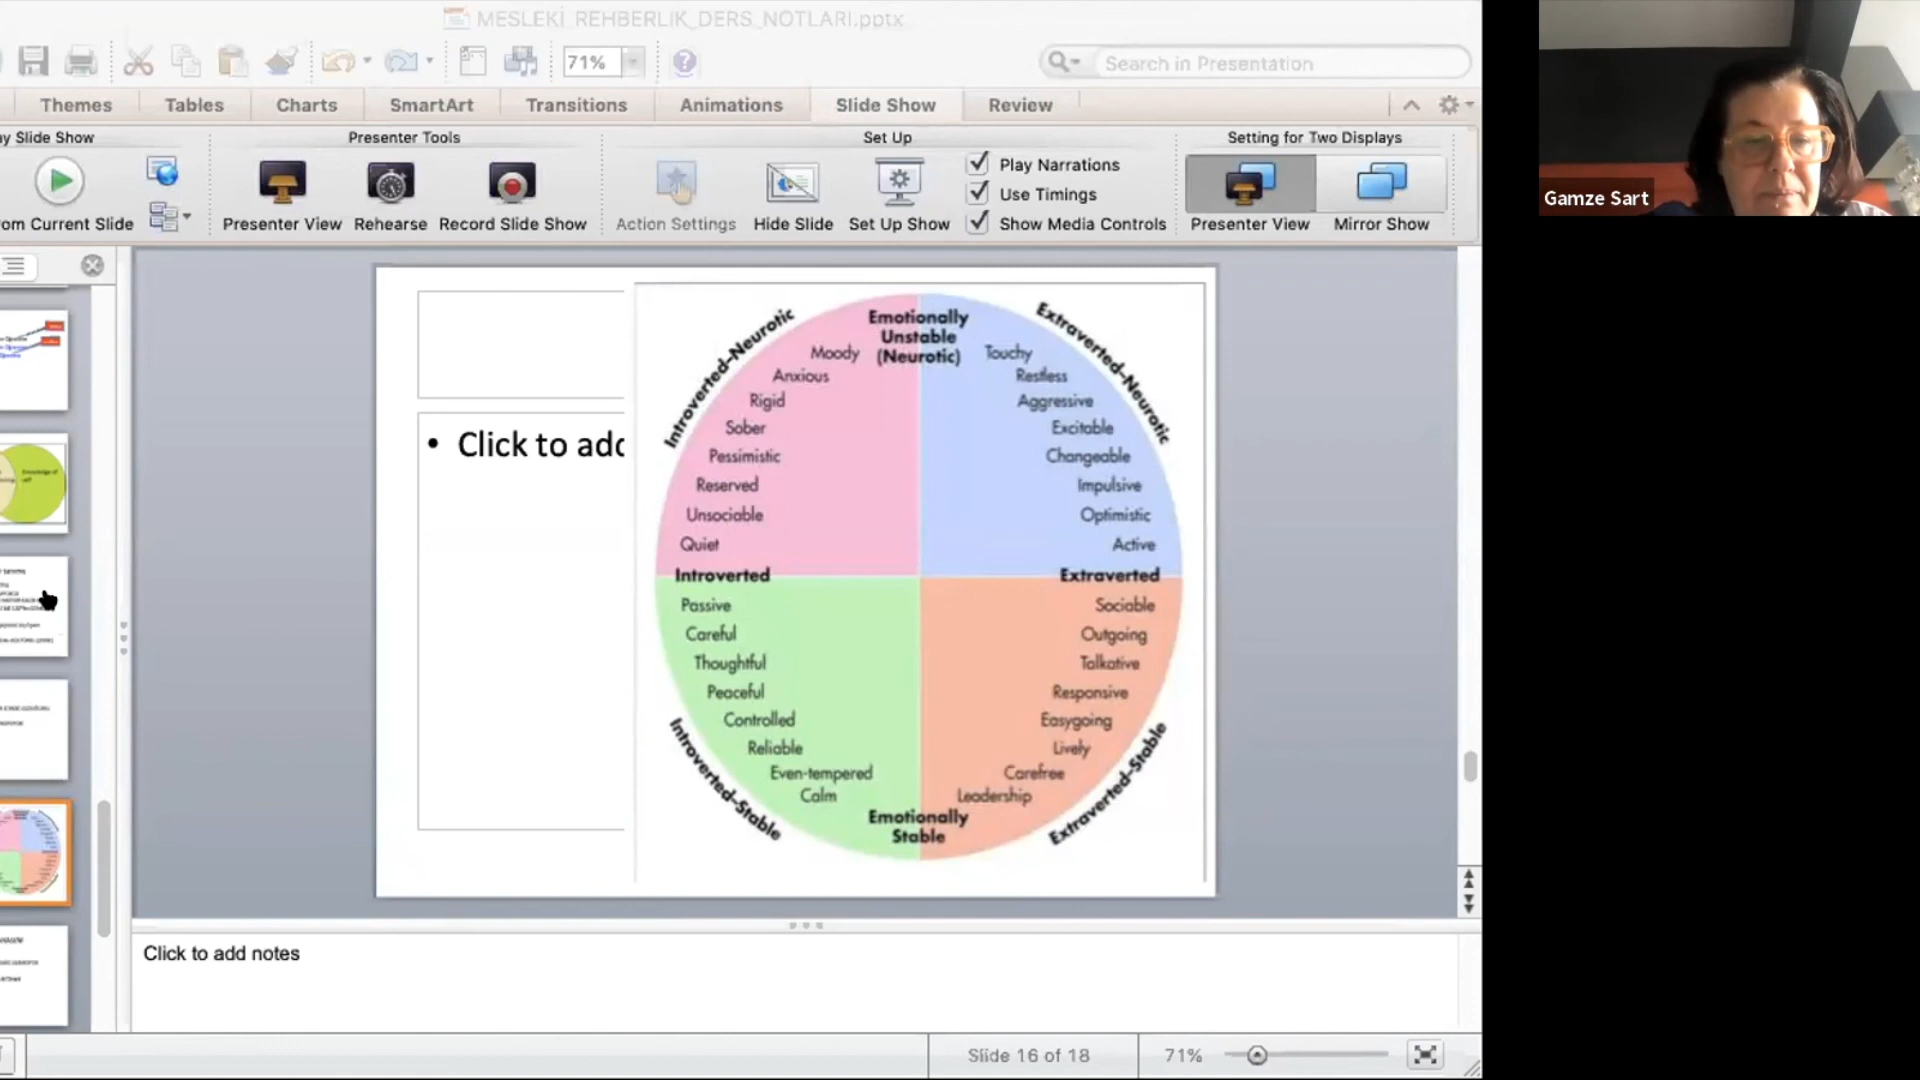 MESLEKİ_REHBERLIK_DERS_NOTLARI.pptx
71%
Search in Presentation
Themes
Tables
Charts
SmartArt
Transitions
Animations
Slide Show
Review
Slide Show
Presenter Tools
Set Up
Setting for Two Displays
Current Slide
Presenter View
Rehearse
Record Slide Show
Action Settings
Hide Slide
Set Up Show
Play Narrations
Use Timings
Show Media Controls
Presenter View
Mirror Show
Gamze Sart
• Click to add
Introverted–Neurotic
Emotionally
Unstable
(Neurotic)
Extraverted–Neurotic
Moody
Anxious
Rigid
Sober
Pessimistic
Reserved
Unsociable
Quiet
Touchy
Restless
Aggressive
Excitable
Changeable
Impulsive
Optimistic
Active
Introverted
Extraverted
Passive
Careful
Thoughtful
Peaceful
Controlled
Reliable
Even-tempered
Calm
Sociable
Outgoing
Talkative
Responsive
Easygoing
Lively
Carefree
Leadership
Introverted–Stable
Emotionally
Stable
Extraverted–Stable
Click to add notes
Slide 16 of 18
71%